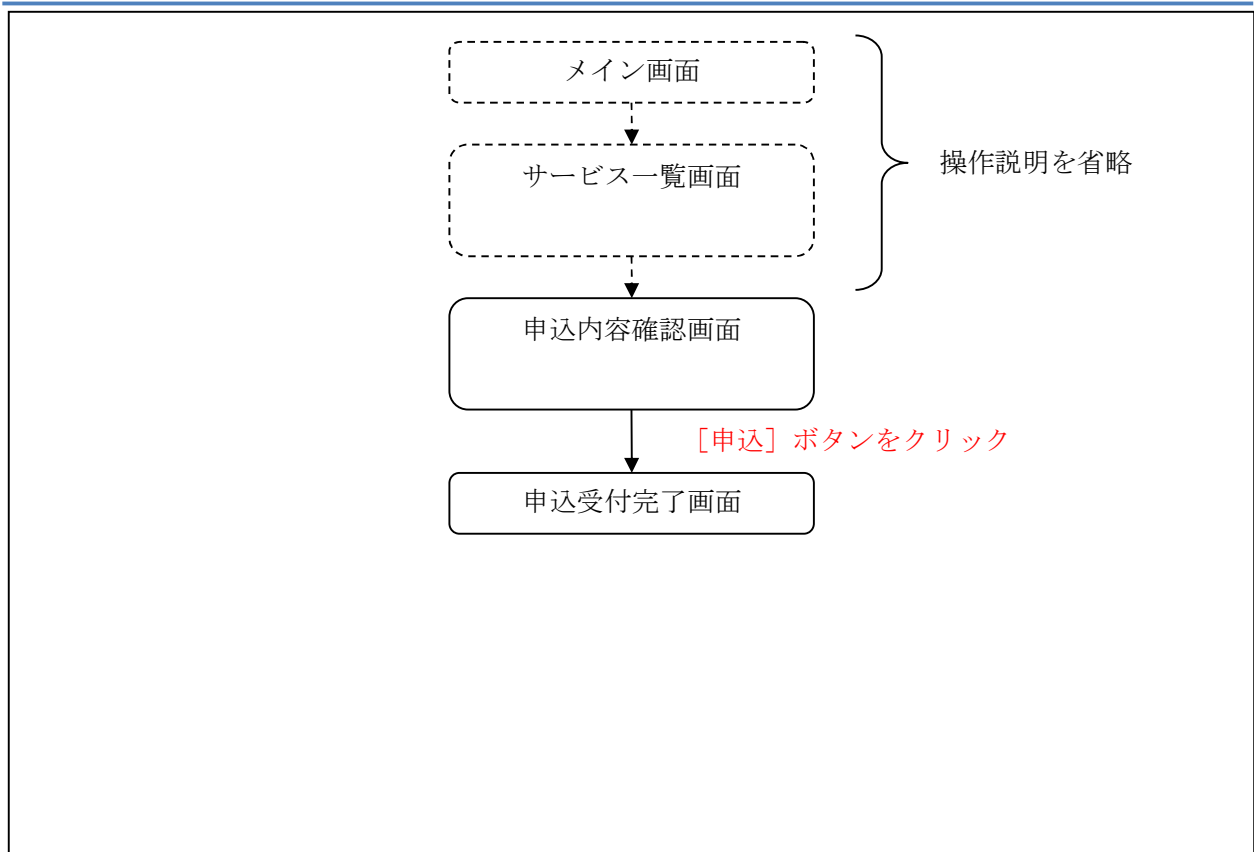 メイン画面
サービス一覧画面
操作説明を省略
申込内容確認画面
［申込］ボタンをクリック
申込受付完了画面